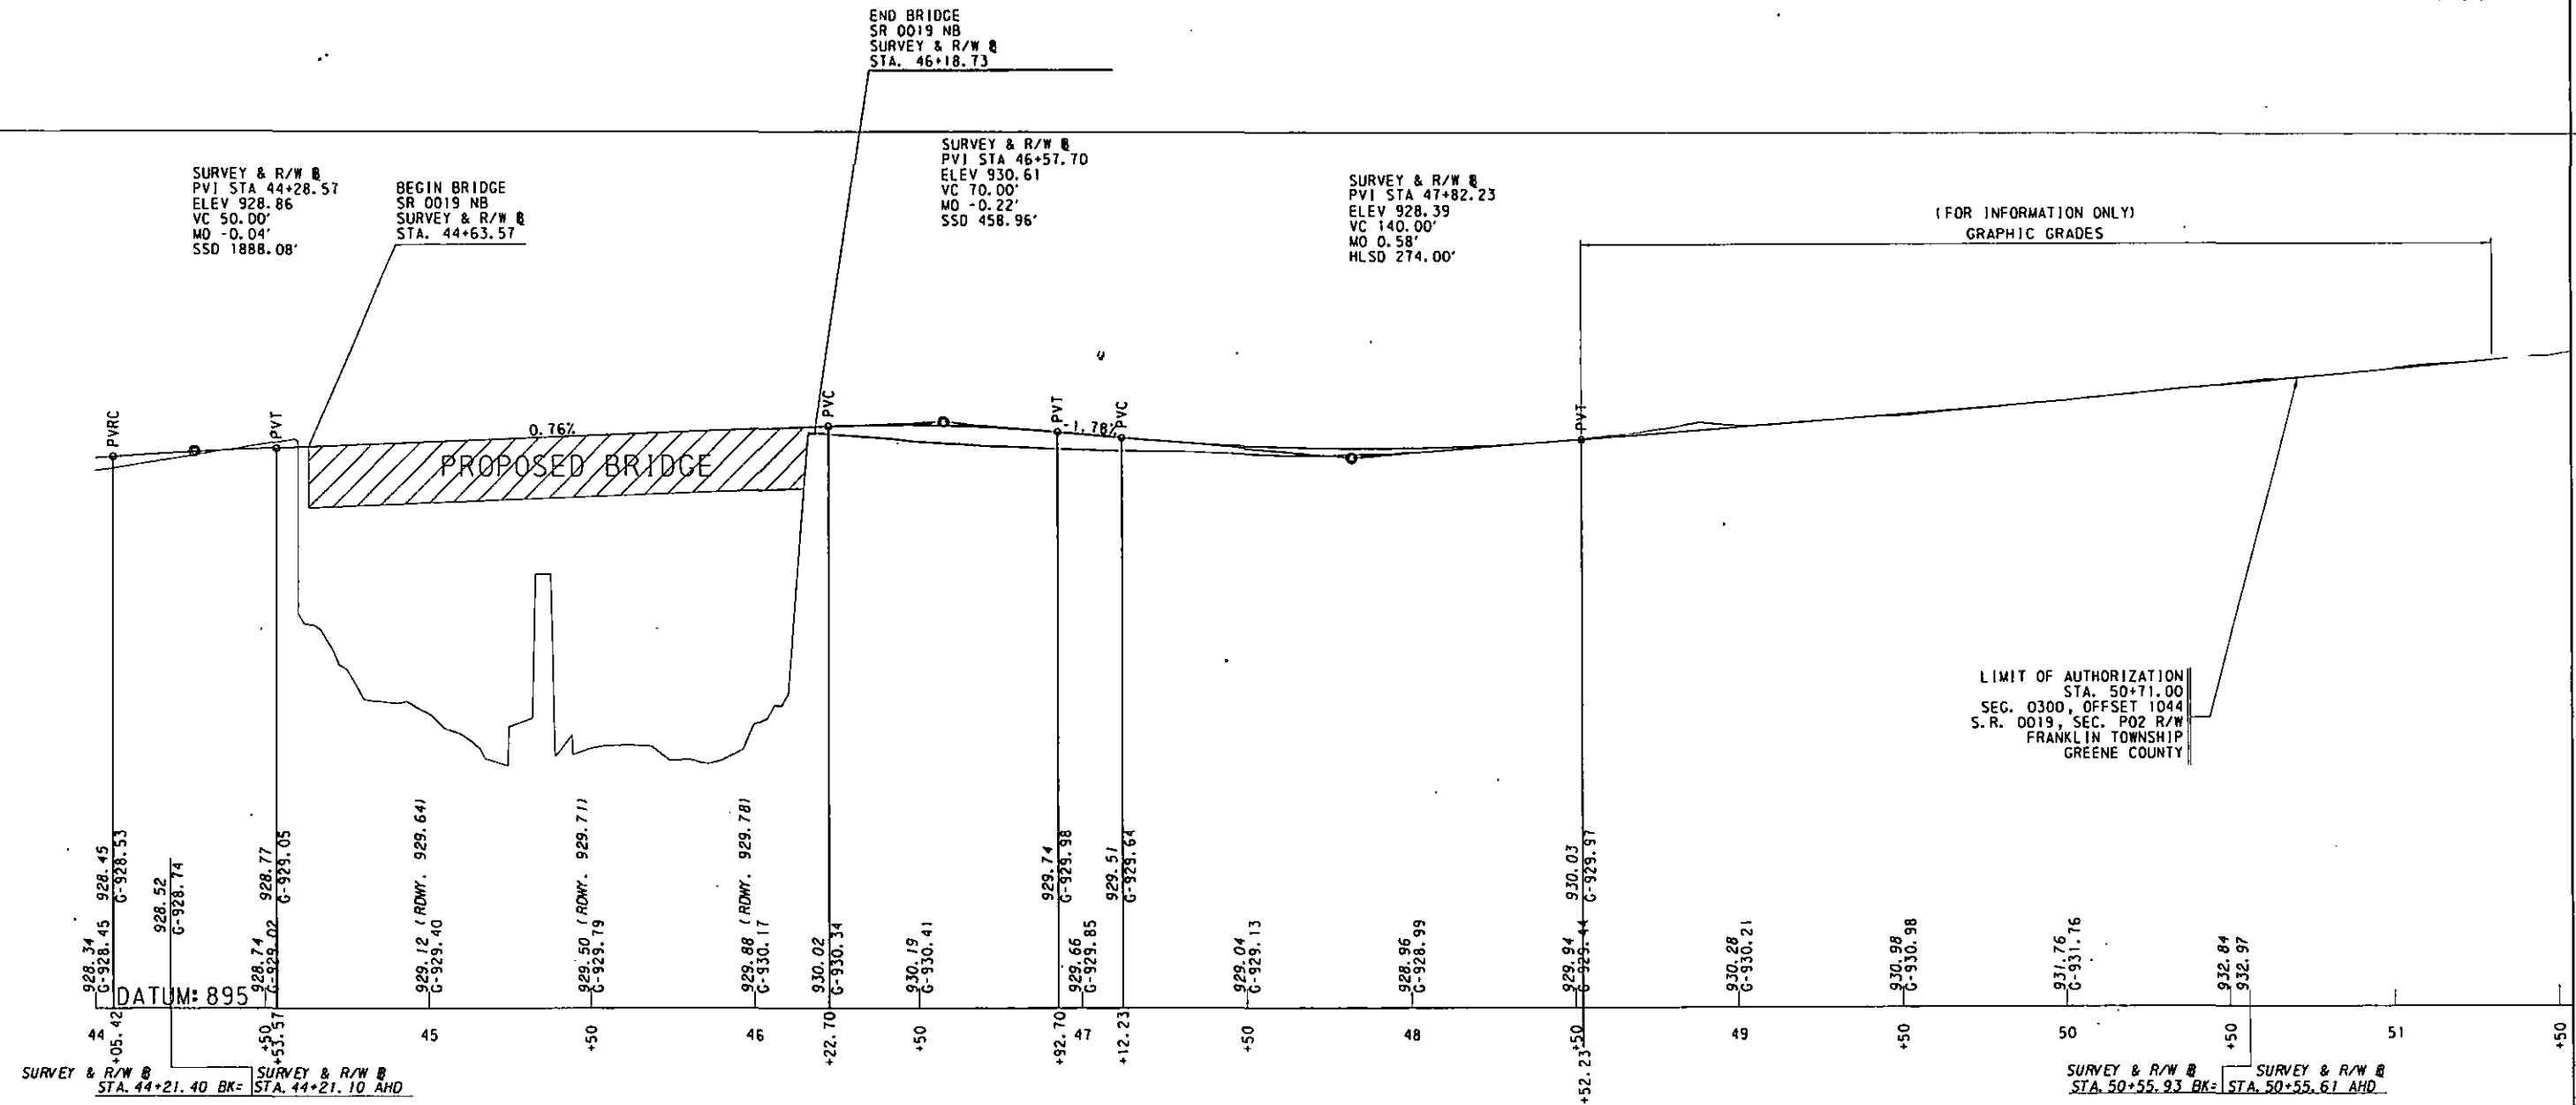 END BRIDGE
SR 0019 NB
SURVEY & R/W ℄
STA. 46+18.73
SURVEY & R/W ℄
PVI STA 44+28.57
ELEV 928.86
VC 50.00'
MO -0.04'
SSD 1888.08'
BEGIN BRIDGE
SR 0019 NB
SURVEY & R/W ℄
STA. 44+63.57
SURVEY & R/W ℄
PVI STA 46+57.70
ELEV 930.61
VC 70.00'
MO -0.22'
SSD 458.96'
SURVEY & R/W ℄
PVI STA 47+82.23
ELEV 928.39
VC 140.00'
MO 0.58'
HLSD 274.00'
(FOR INFORMATION ONLY)
GRAPHIC GRADES
PVRC
PVT
0.76%
PVC
PVT
-1.78%
PVC
PVT
PROPOSED BRIDGE
LIMIT OF AUTHORIZATION
STA. 50+71.00
SEC. 0300, OFFSET 1044
S.R. 0019, SEC. P02 R/W
FRANKLIN TOWNSHIP
GREENE COUNTY
928.34
G-928.45
928.45
G-928.53
928.52
G-928.74
928.74
G-929.02
928.77
G-929.05
929.12 (RDWY. 929.64)
G-929.40
929.50 (RDWY. 929.71)
G-929.79
929.88 (RDWY. 929.78)
G-930.17
930.02
G-930.34
930.19
G-930.41
929.74
G-929.98
929.66
G-929.85
929.51
G-929.64
929.04
G-929.13
928.96
G-928.99
929.94
G-929.44
930.03
G-929.97
930.28
G-930.21
930.98
G-930.98
931.76
G-931.76
932.84
932.97
DATUM: 895
44
+05.42
+50
+53.57
45
+50
46
+22.70
+50
+92.70
47
+12.23
+50
48
+50
+52.23
49
+50
50
+50
51
+50
SURVEY & R/W ℄
STA. 44+21.40 BK=
SURVEY & R/W ℄
STA. 44+21.10 AHD
SURVEY & R/W ℄
STA. 50+55.93 BK=
SURVEY & R/W ℄
STA. 50+55.61 AHD